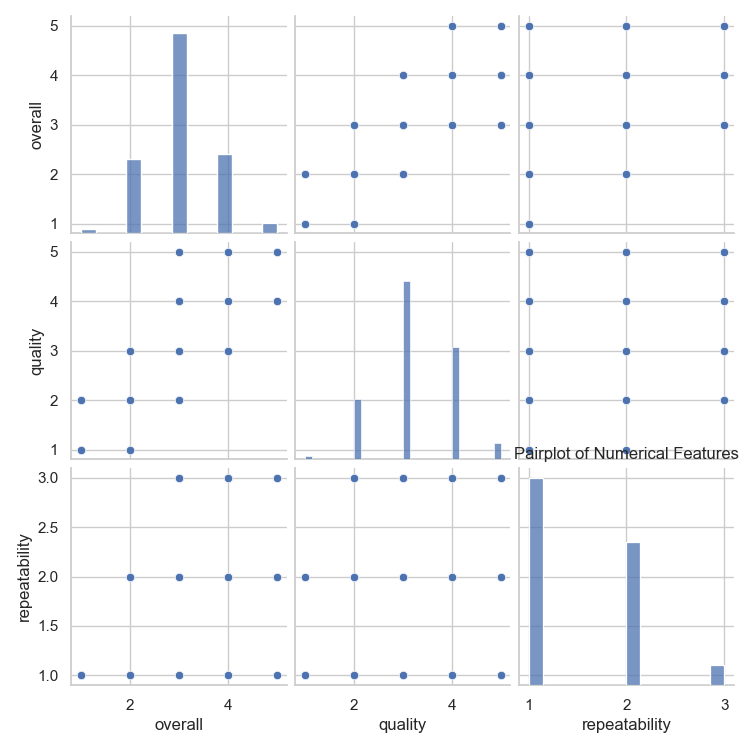 5
4
3
2
1
overall
5
4
3
2
1
quality
Pairplot of Numerical Features
3.0
2.5
2.0
1.5
1.0
repeatability
2 4 2 4 1 2 3
overall quality repeatability